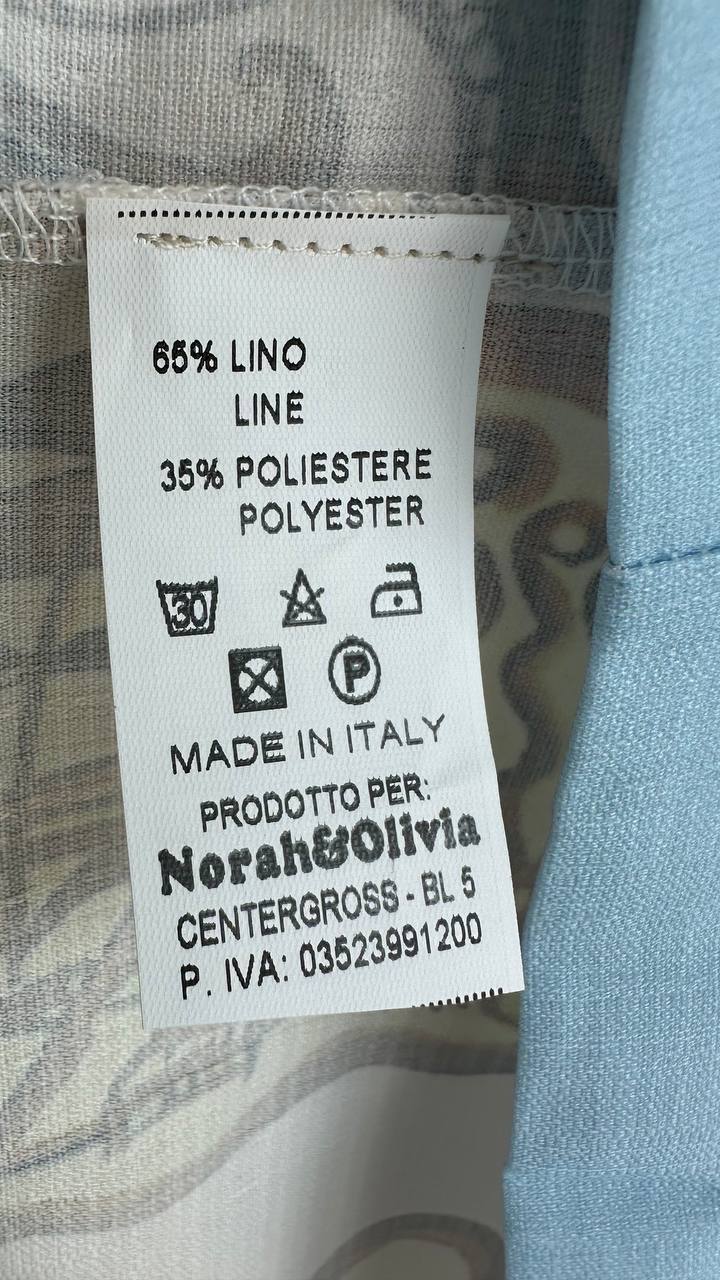 65% LINO
LINE
35% POLIESTERE
POLYESTER
30
P
MADE IN ITALY
PRODOTTO PER:
Norah&Olivia
CENTERGROSS - BL 5
P. IVA: 03523991200